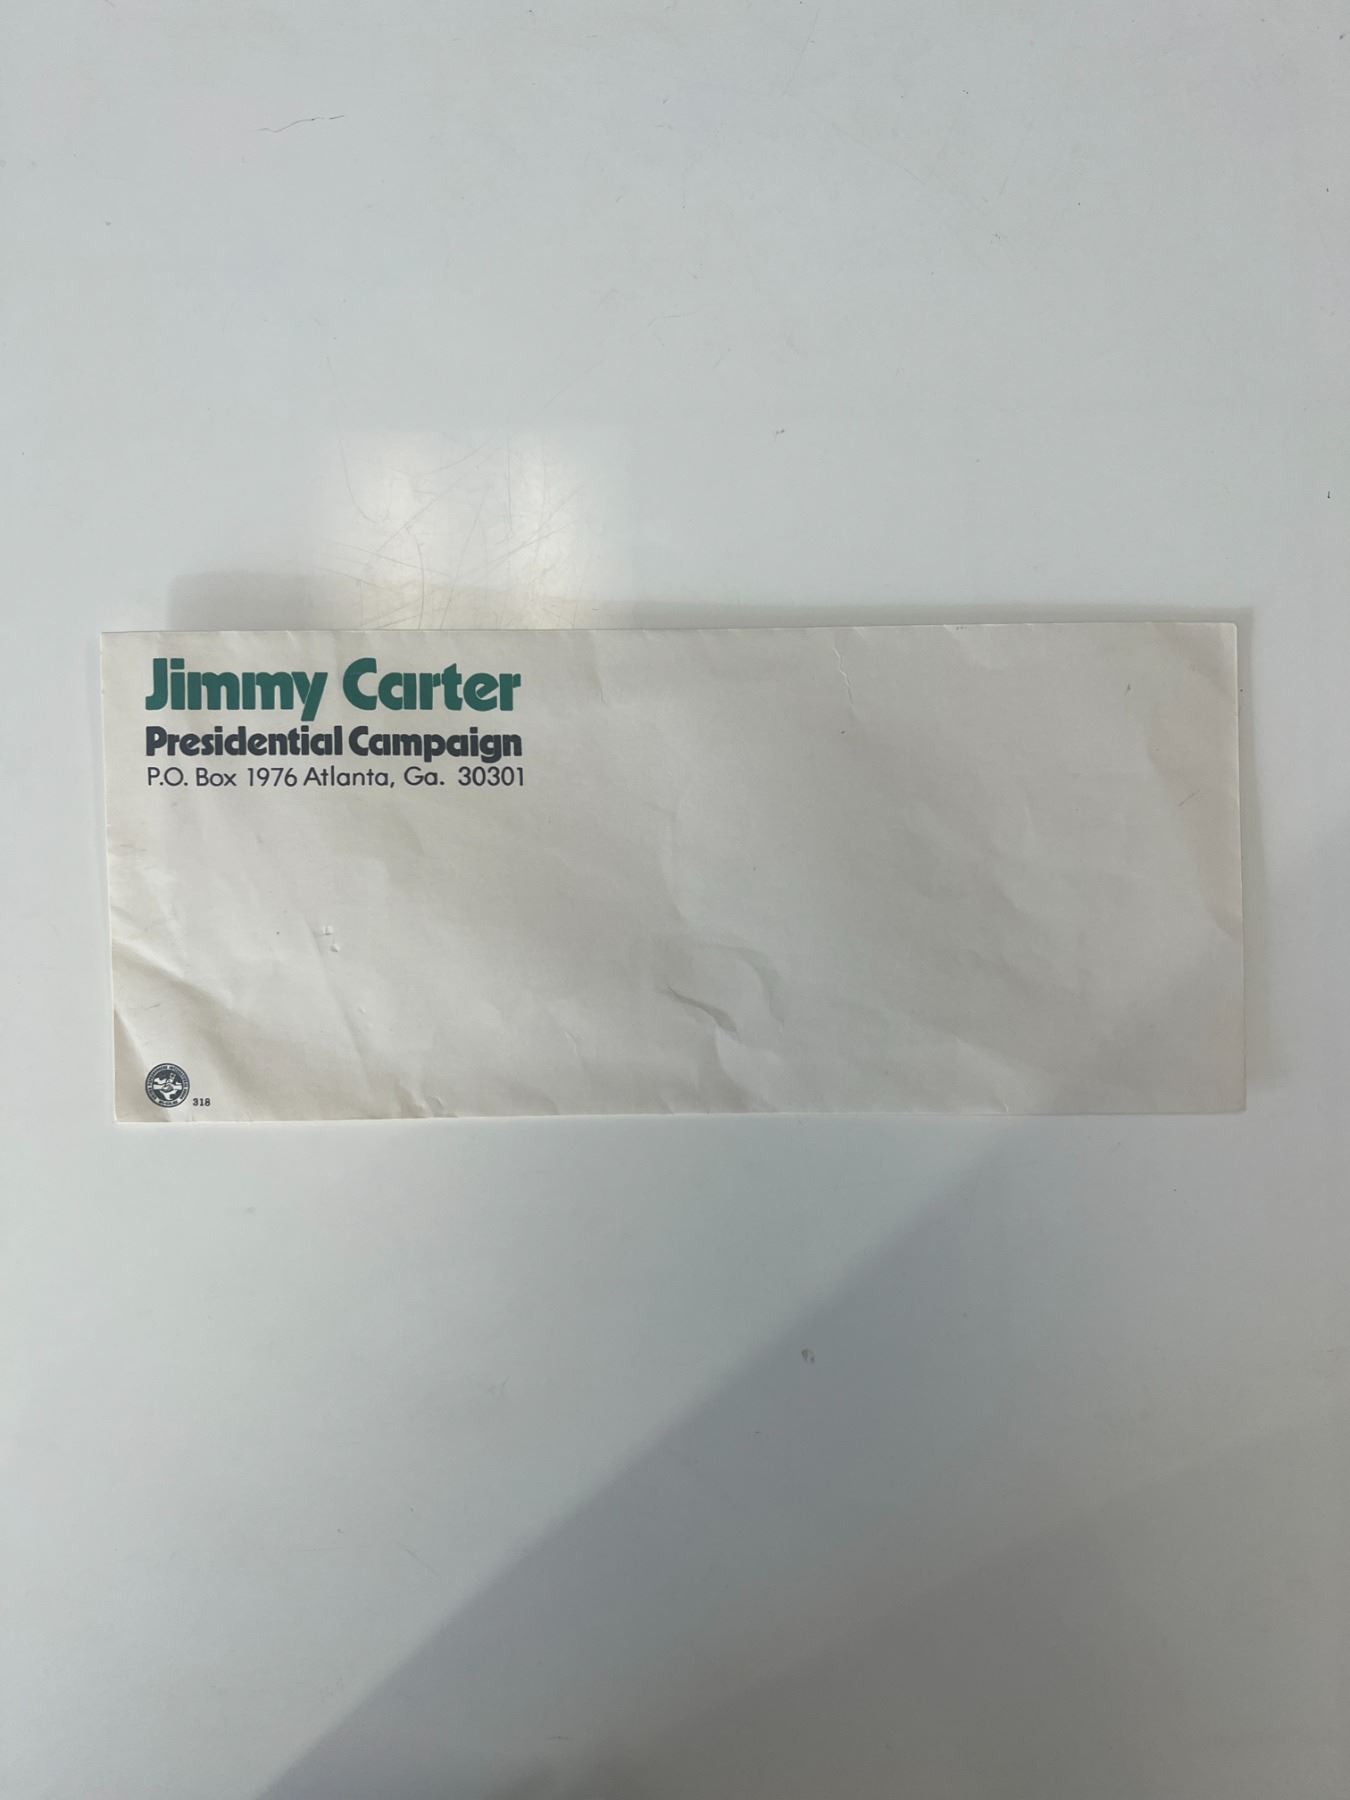 Jimmy Carter
Presidential Campaign
P.O. Box 1976 Atlanta, Ga. 30301
318